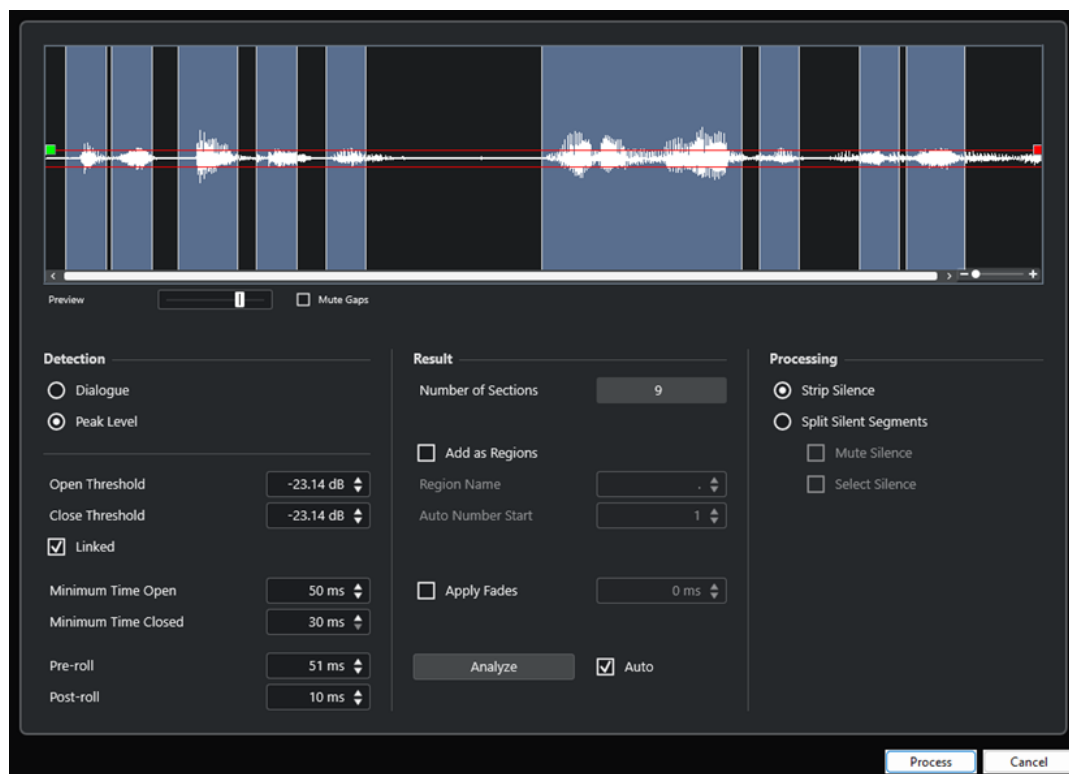 Preview
Mute Gaps
Detection
Dialogue
Peak Level
Open Threshold -23.14 dB
Close Threshold -23.14 dB
Linked
Minimum Time Open 50 ms
Minimum Time Closed 30 ms
Pre-roll 51 ms
Post-roll 10 ms
Result
Number of Sections 9
Add as Regions
Region Name .
Auto Number Start 1
Apply Fades 0 ms
Analyze
Auto
Processing
Strip Silence
Split Silent Segments
Mute Silence
Select Silence
Process
Cancel